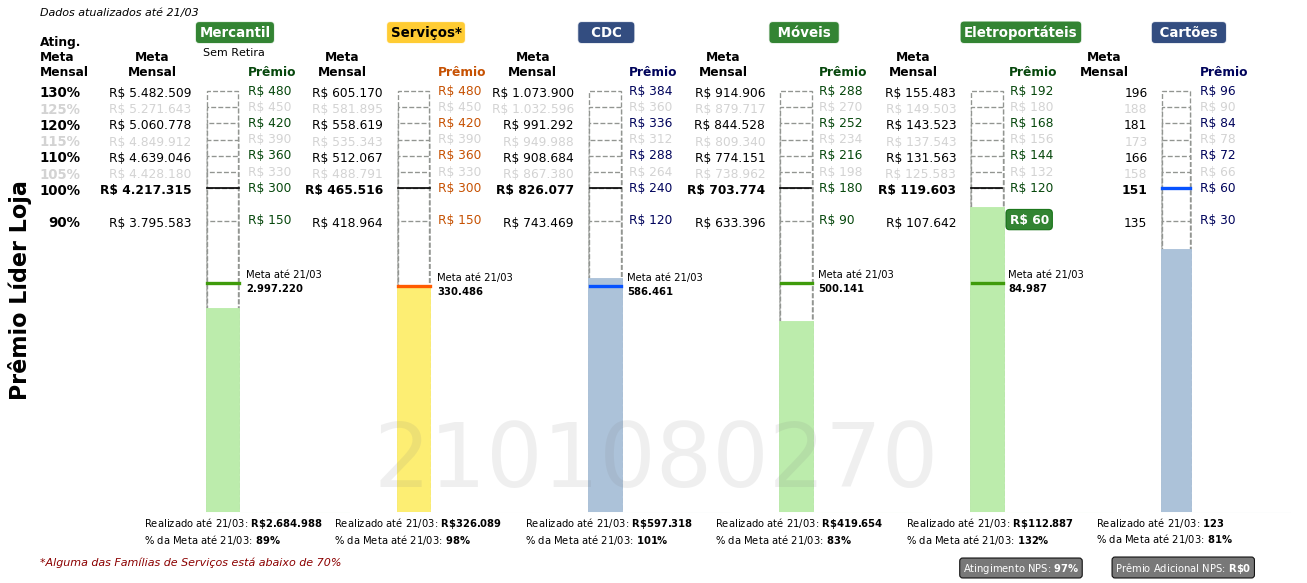 Dados atualizados até 21/03
Mercantil Serviços* CDC Móveis Eletroportáteis Cartões
Sem Retira
Ating. Meta Mensal
Meta Mensal Prêmio Meta Mensal Prêmio Meta Mensal Prêmio Meta Mensal Prêmio Meta Mensal Prêmio Meta Mensal Prêmio
130% R$ 5.482.509 R$ 480 R$ 605.170 R$ 480 R$ 1.073.900 R$ 384 R$ 914.906 R$ 288 R$ 155.483 R$ 192 196 R$ 96
125% R$ 5.271.643 R$ 450 R$ 581.895 R$ 450 R$ 1.032.596 R$ 360 R$ 879.717 R$ 270 R$ 149.503 R$ 180 188 R$ 90
120% R$ 5.060.778 R$ 420 R$ 558.619 R$ 420 R$ 991.292 R$ 336 R$ 844.528 R$ 252 R$ 143.523 R$ 168 181 R$ 84
115% R$ 4.849.912 R$ 390 R$ 535.343 R$ 390 R$ 949.988 R$ 312 R$ 809.340 R$ 234 R$ 137.543 R$ 156 173 R$ 78
110% R$ 4.639.046 R$ 360 R$ 512.067 R$ 360 R$ 908.684 R$ 288 R$ 774.151 R$ 216 R$ 131.563 R$ 144 166 R$ 72
105% R$ 4.428.180 R$ 330 R$ 488.791 R$ 330 R$ 867.380 R$ 264 R$ 738.962 R$ 198 R$ 125.583 R$ 132 158 R$ 66
100% R$ 4.217.315 R$ 300 R$ 465.516 R$ 300 R$ 826.077 R$ 240 R$ 703.774 R$ 180 R$ 119.603 R$ 120 151 R$ 60
90% R$ 3.795.583 R$ 150 R$ 418.964 R$ 150 R$ 743.469 R$ 120 R$ 633.396 R$ 90 R$ 107.642 R$ 60 135 R$ 30
Prêmio Líder Loja
Meta até 21/03 Meta até 21/03 Meta até 21/03 Meta até 21/03 Meta até 21/03
2.997.220 330.486 586.461 500.141 84.987
2101080270
Realizado até 21/03: R$2.684.988 Realizado até 21/03: R$326.089 Realizado até 21/03: R$597.318 Realizado até 21/03: R$419.654 Realizado até 21/03: R$112.887 Realizado até 21/03: 123
% da Meta até 21/03: 89% % da Meta até 21/03: 98% % da Meta até 21/03: 101% % da Meta até 21/03: 83% % da Meta até 21/03: 132% % da Meta até 21/03: 81%
*Alguma das Famílias de Serviços está abaixo de 70%
Atingimento NPS: 97% Prêmio Adicional NPS: R$0